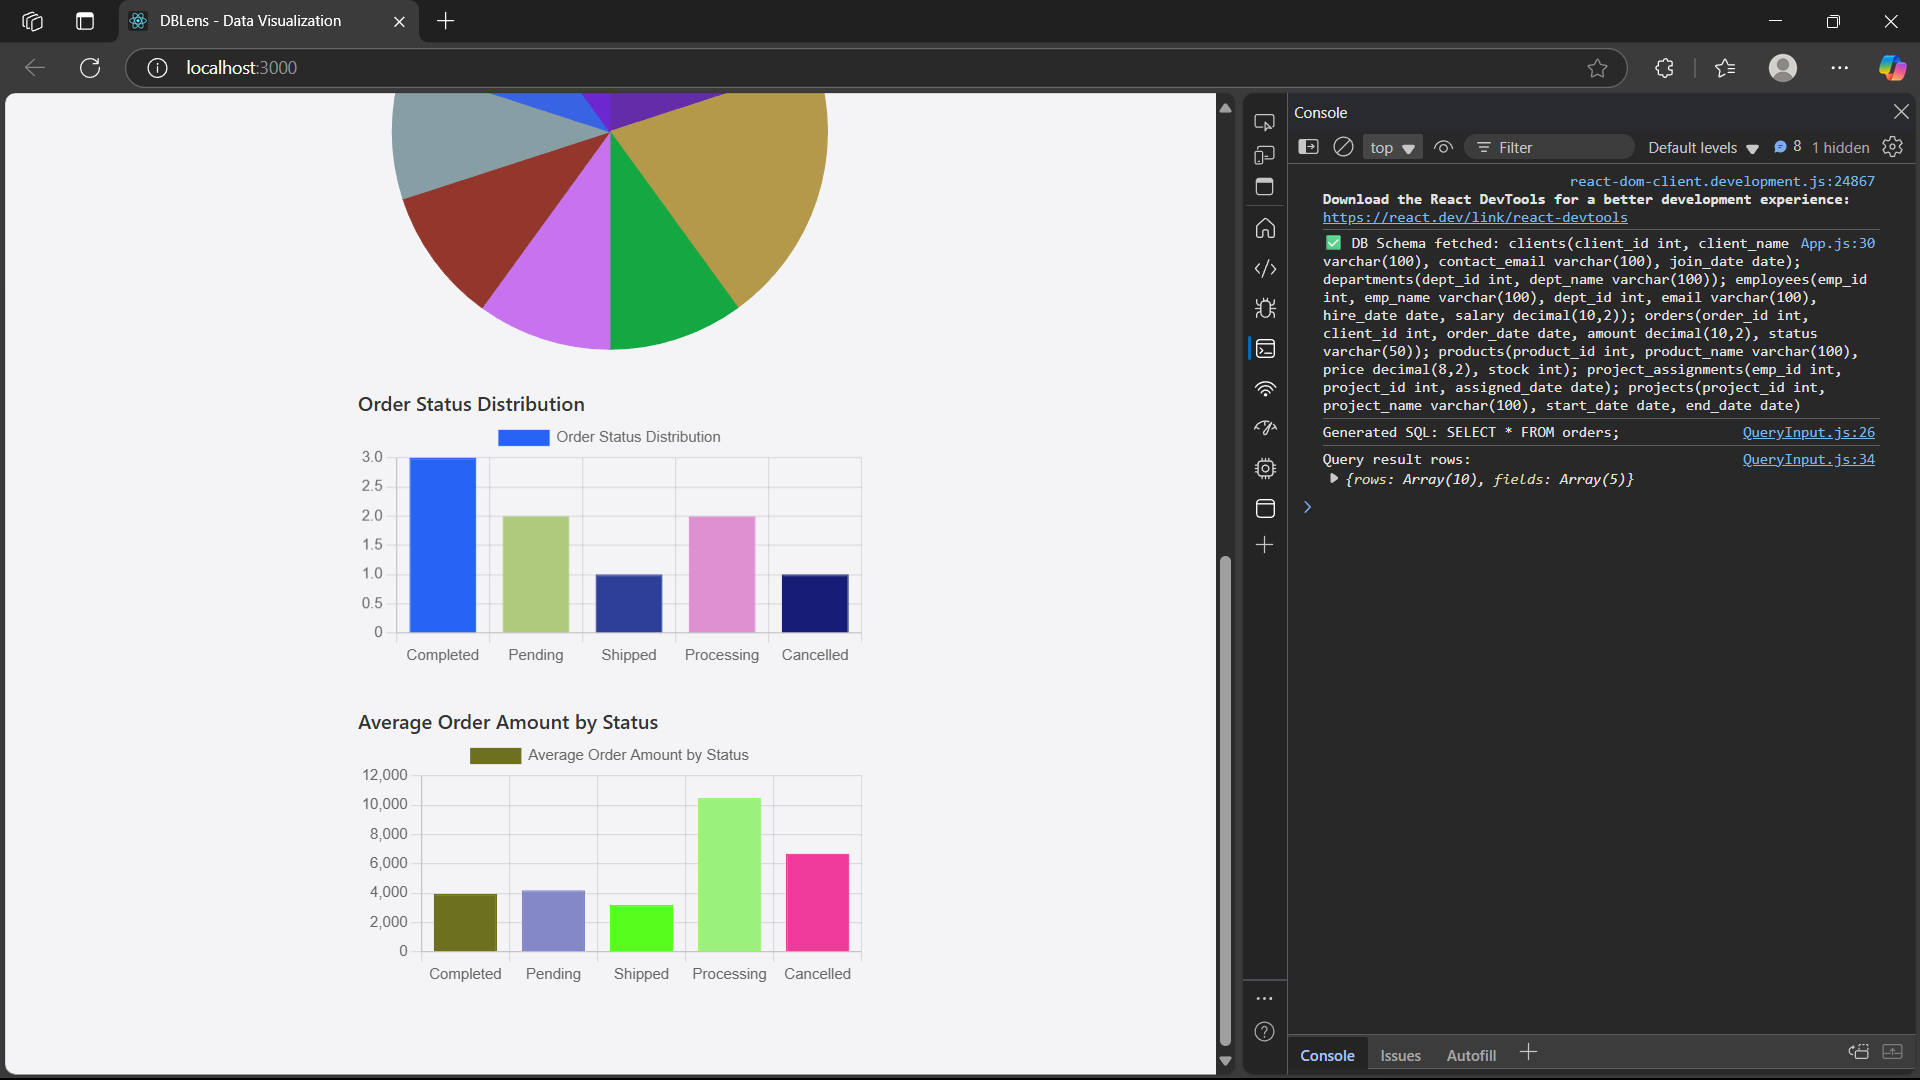 DBLens - Data Visualization
localhost:3000
Order Status Distribution
Order Status Distribution
3.0
2.5
2.0
1.5
1.0
0.5
0
Completed Pending Shipped Processing Cancelled
Average Order Amount by Status
Average Order Amount by Status
12,000
10,000
8,000
6,000
4,000
2,000
0
Completed Pending Shipped Processing Cancelled
Console
top Filter Default levels 8 1 hidden
react-dom-client.development.js:24867
Download the React DevTools for a better development experience:
https://react.dev/link/react-devtools
✅ DB Schema fetched: clients(client_id int, client_name App.js:30
varchar(100), contact_email varchar(100), join_date date);
departments(dept_id int, dept_name varchar(100)); employees(emp_id
int, emp_name varchar(100), dept_id int, email varchar(100),
hire_date date, salary decimal(10,2)); orders(order_id int,
client_id int, order_date date, amount decimal(10,2), status
varchar(50)); products(product_id int, product_name varchar(100),
price decimal(8,2), stock int); project_assignments(emp_id int,
project_id int, assigned_date date); projects(project_id int,
project_name varchar(100), start_date date, end_date date)
Generated SQL: SELECT * FROM orders; QueryInput.js:26
Query result rows: QueryInput.js:34
{rows: Array(10), fields: Array(5)}
Console Issues Autofill